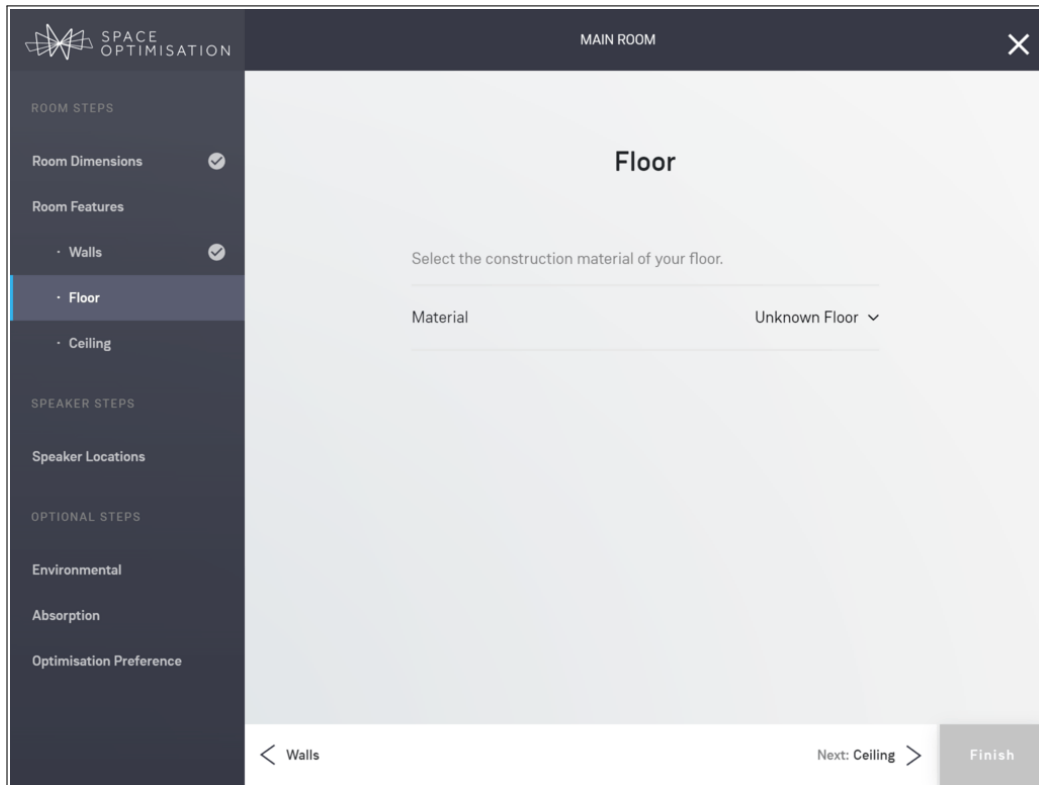 SPACE
OPTIMISATION
MAIN ROOM
ROOM STEPS
Room Dimensions
Room Features
· Walls
· Floor
· Ceiling
SPEAKER STEPS
Speaker Locations
OPTIONAL STEPS
Environmental
Absorption
Optimisation Preference
Floor
Select the construction material of your floor.
Material
Unknown Floor
Walls
Next: Ceiling
Finish